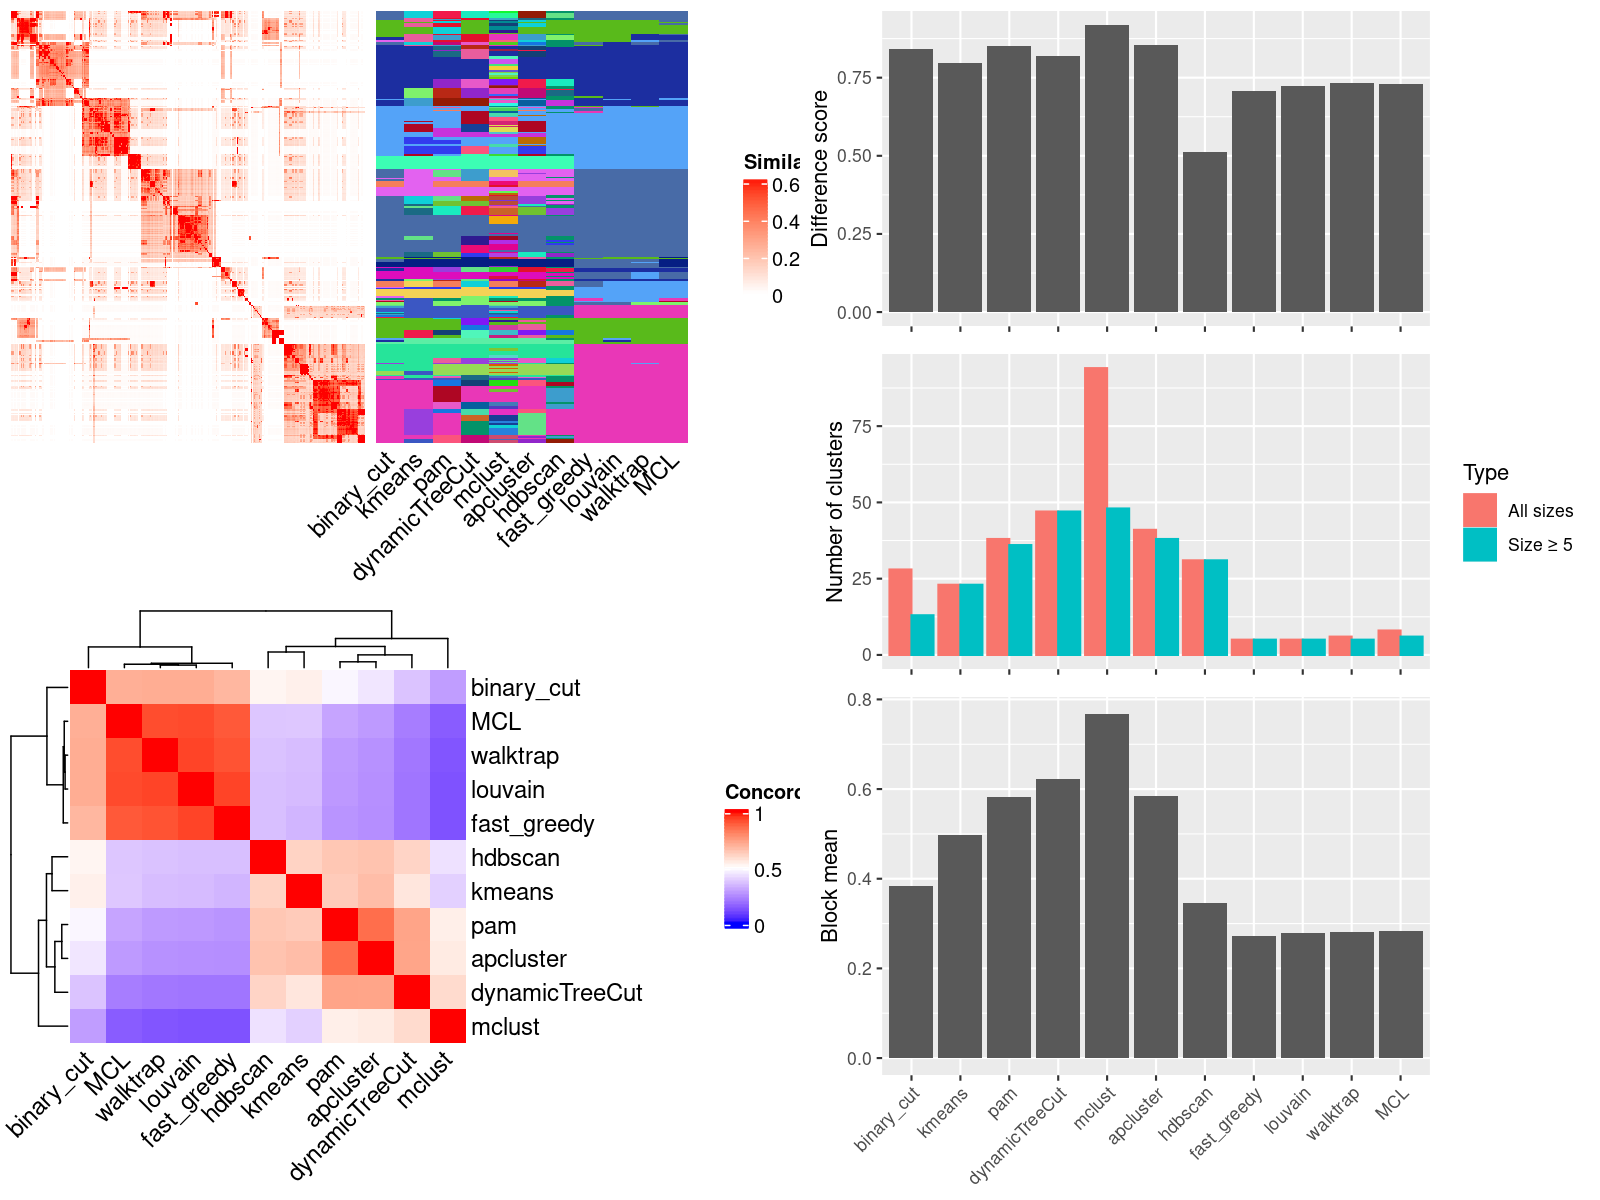 Simila
0.6
0.4
0.2
0
binary_cut
kmeans
pam
dynamicTreeCut
mclust
apcluster
hdbscan
fast_greedy
louvain
walktrap
MCL
binary_cut
MCL
walktrap
louvain
fast_greedy
hdbscan
kmeans
pam
apcluster
dynamicTreeCut
mclust
binary_cut
MCL
walktrap
louvain
fast_greedy
hdbscan
kmeans
pam
apcluster
dynamicTreeCut
mclust
Concord
1
0.5
0
Difference score
0.75
0.50
0.25
0.00
Number of clusters
75
50
25
0
Type
All sizes
Size ≥ 5
Block mean
0.8
0.6
0.4
0.2
0.0
binary_cut
kmeans
pam
dynamicTreeCut
mclust
apcluster
hdbscan
fast_greedy
louvain
walktrap
MCL